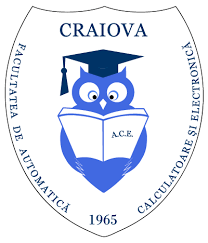 CRAIOVA
FACULTATEA DE AUTOMATICĂ
CALCULATOARE ȘI ELECTRONICĂ
A.C.E.
1965